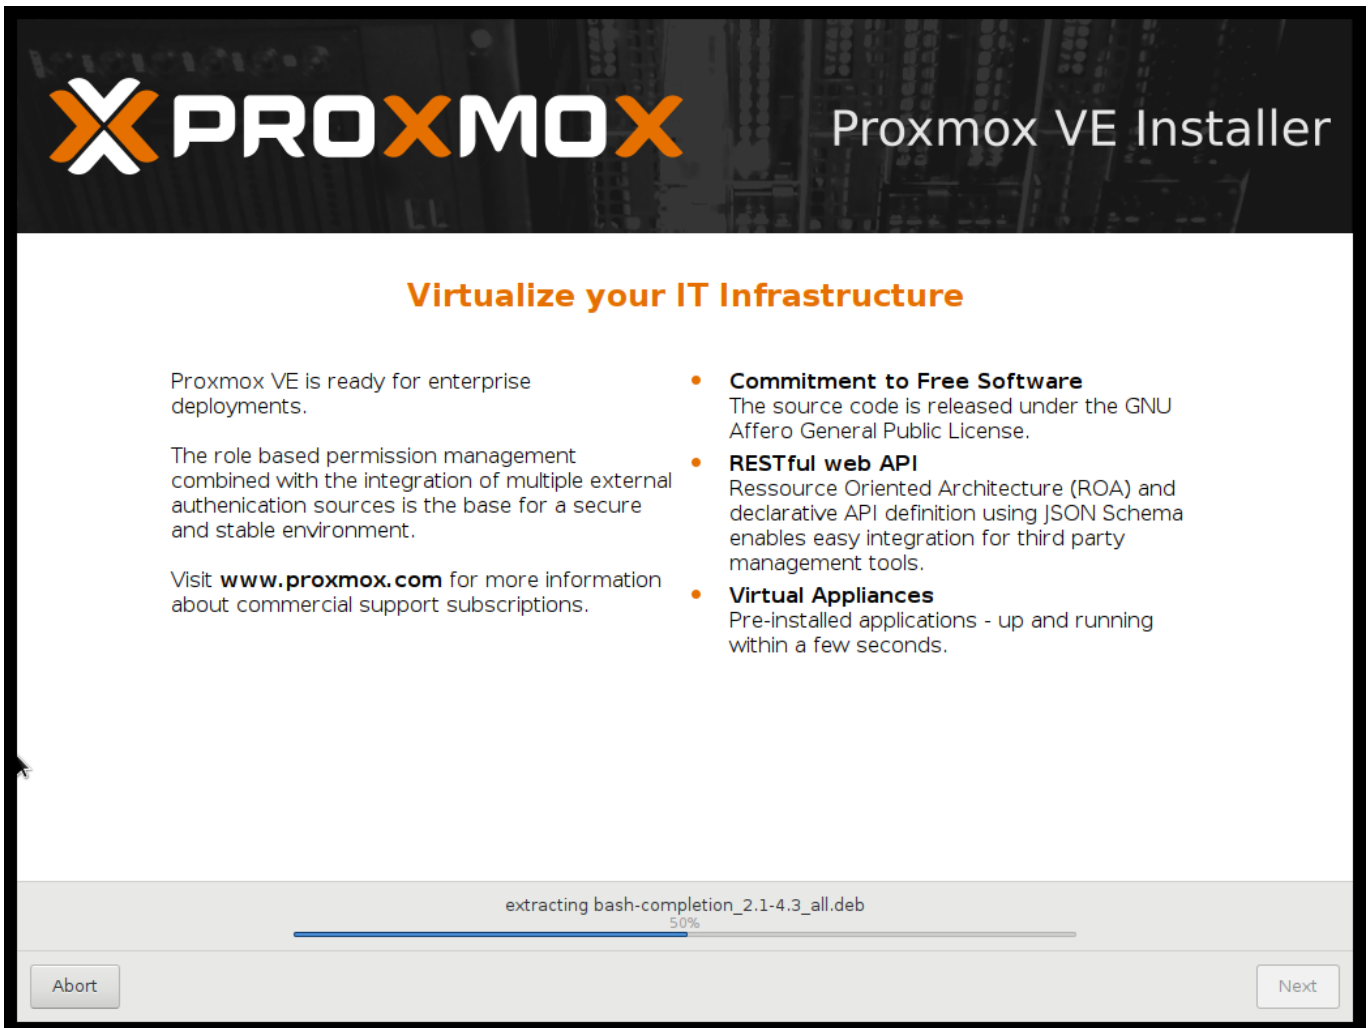 PROXMOX
Proxmox VE Installer
Virtualize your IT Infrastructure
Proxmox VE is ready for enterprise
deployments.
The role based permission management
combined with the integration of multiple external
authenication sources is the base for a secure
and stable environment.
Visit www.proxmox.com for more information
about commercial support subscriptions.
Commitment to Free Software
The source code is released under the GNU
Affero General Public License.
RESTful web API
Ressource Oriented Architecture (ROA) and
declarative API definition using JSON Schema
enables easy integration for third party
management tools.
Virtual Appliances
Pre-installed applications - up and running
within a few seconds.
extracting bash-completion_2.1-4.3_all.deb
50%
Abort
Next